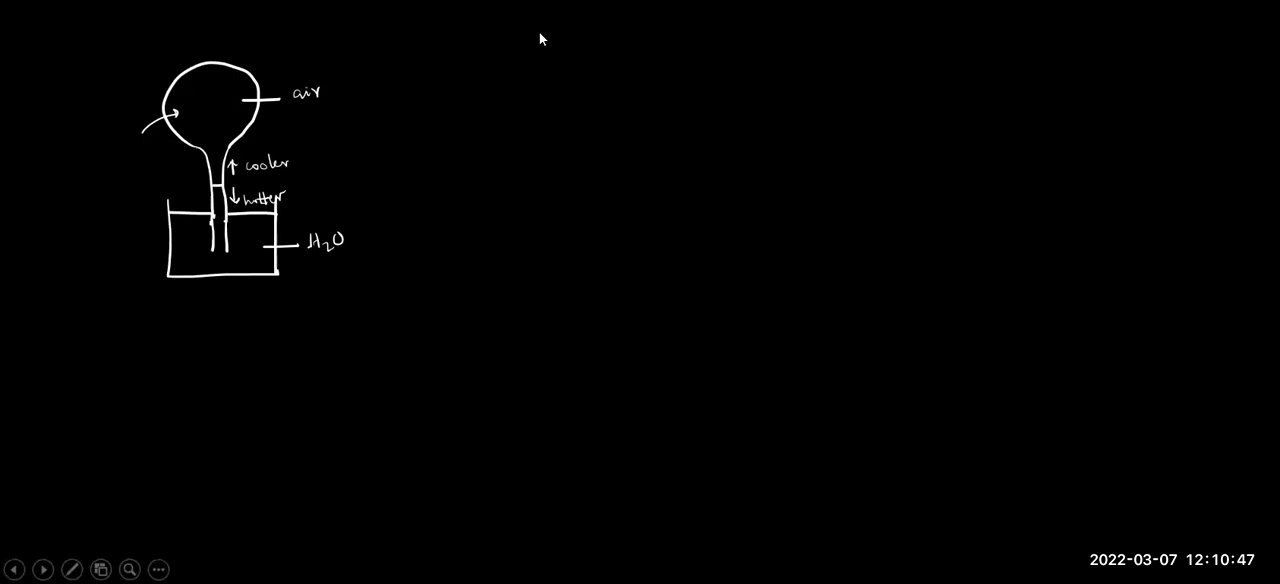 air
↑ cooler
↓ hotter
H₂O
2022-03-07 12:10:47